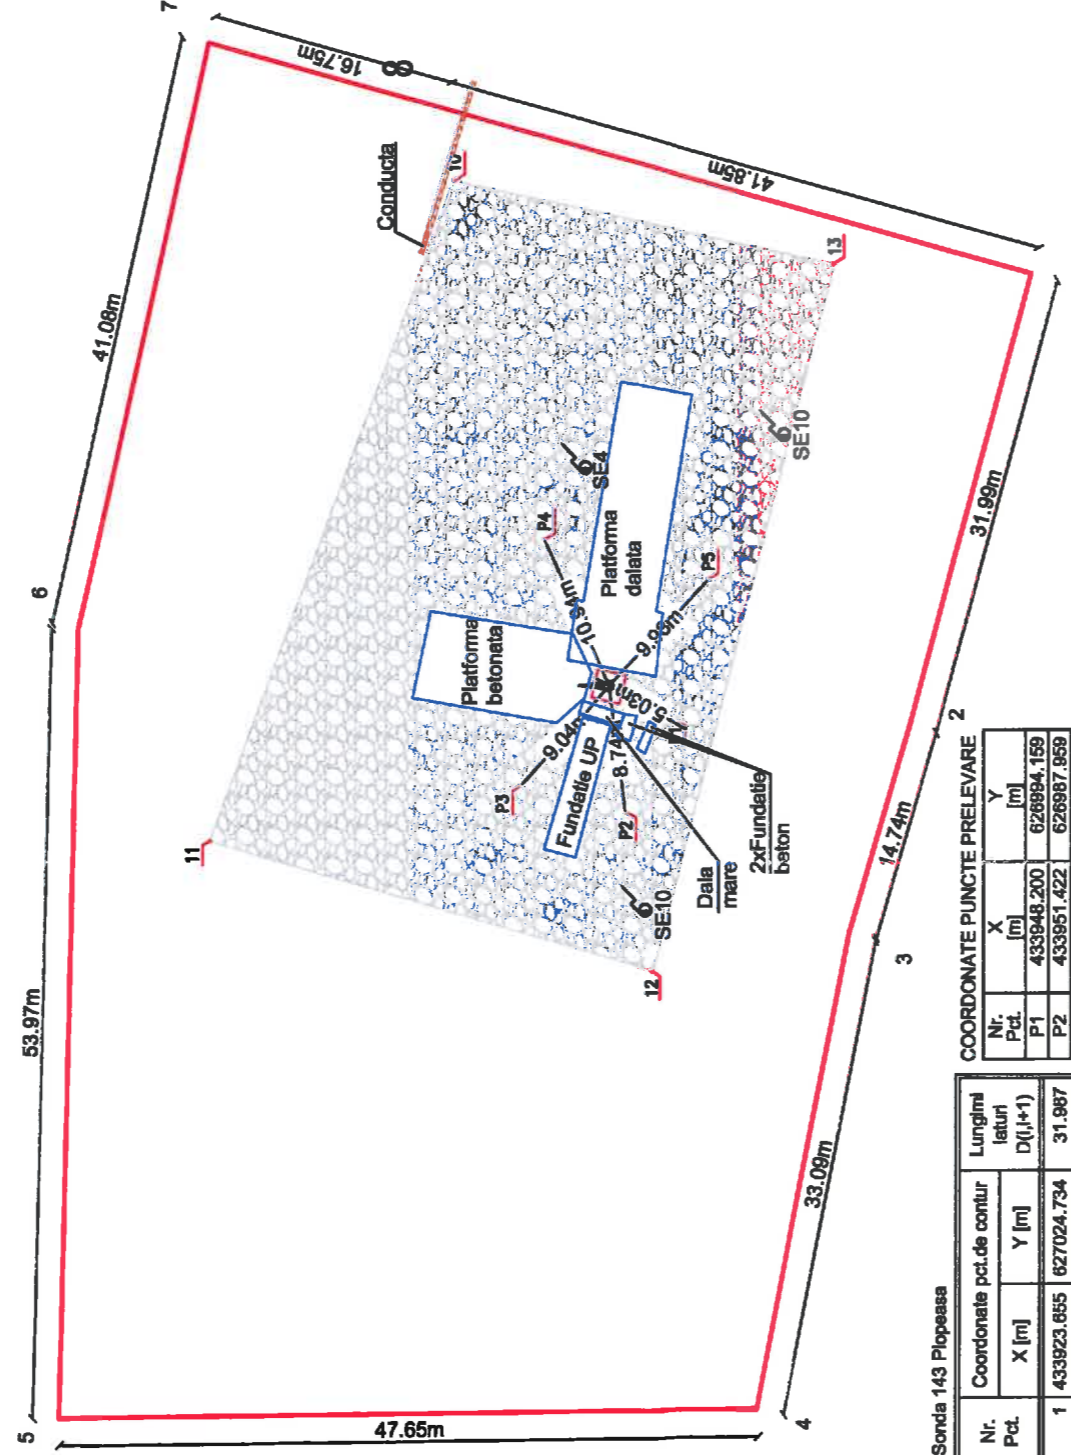 7
16.75m
8
41.08m
Conducta
10
41.85m
6
11
13
SE4
SE10
P4
Platforma
dalata
P5
31.99m
Platforma
betonata
10.94m
9.04m
5.03m
P3
Fundatie UP
8.74m
P2
SE10
Dala
mare
2xFundatie
beton
12
53.97m
14.74m
2
3
33.09m
5
47.65m
4
COORDONATE PUNCTE PRELEVARE
Nr.
Pct.
X
[m]
Y
[m]
P1 433948.200 626994.159
P2 433951.422 626987.959
Sonda 143 Plopeasa
Nr.
Pct.
Coordonate pct.de contur
X [m] Y [m]
Lungimi
laturi
D(i,i+1)
1 433923.655 627024.734 31.987